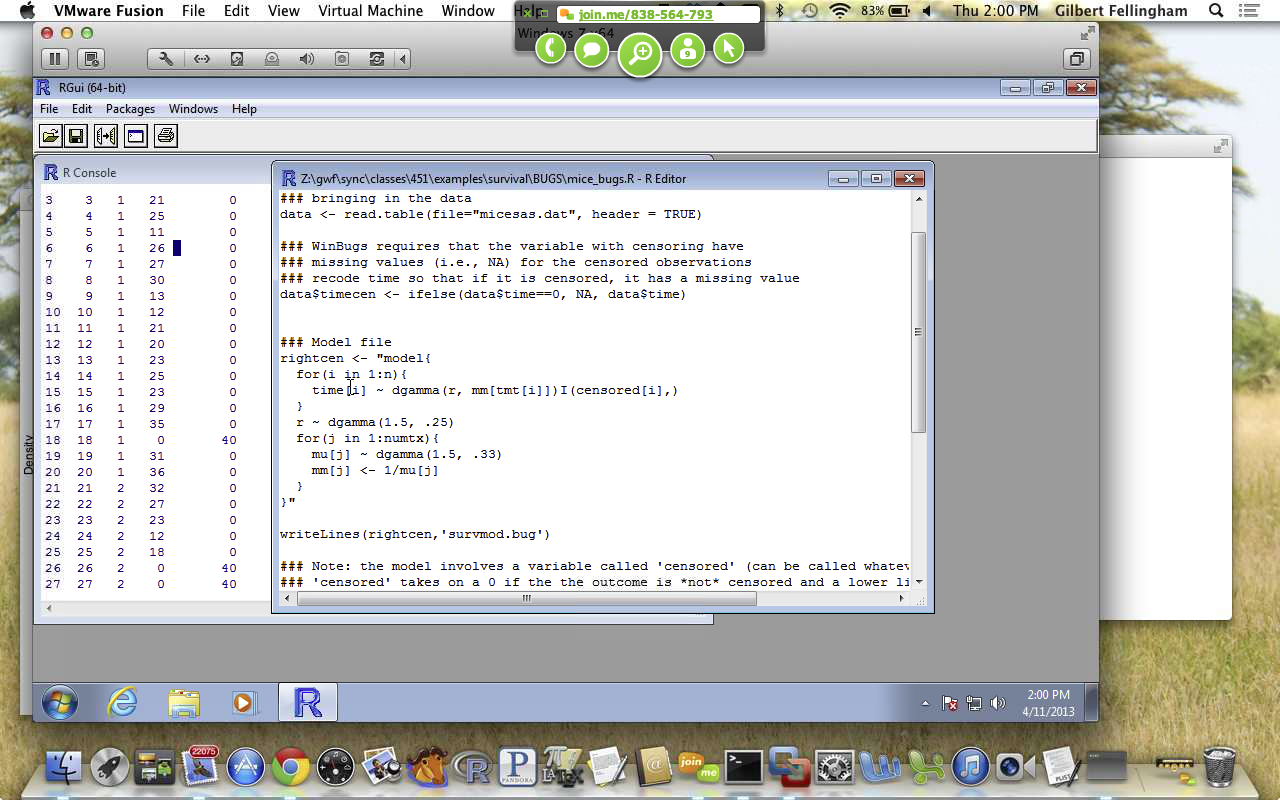 VMware Fusion File Edit View Virtual Machine Window Help 83% Thu 2:00 PM Gilbert Fellingham
join.me/838-564-793
Windows 7 x64
9
RGui (64-bit)
File Edit Packages Windows Help
R Console
3 3 1 21 0
4 4 1 25 0
5 5 1 11 0
6 6 1 26 0
7 7 1 27 0
8 8 1 30 0
9 9 1 13 0
10 10 1 12 0
11 11 1 21 0
12 12 1 20 0
13 13 1 23 0
14 14 1 25 0
15 15 1 23 0
16 16 1 29 0
17 17 1 35 0
18 18 1 0 40
19 19 1 31 0
20 20 1 36 0
21 21 2 32 0
22 22 2 27 0
23 23 2 23 0
24 24 2 12 0
25 25 2 18 0
26 26 2 0 40
27 27 2 0 40
Density
Z:\gwf\sync\classes\451\examples\survival\BUGS\mice_bugs.R - R Editor
### bringing in the data
data <- read.table(file="micesas.dat", header = TRUE)
### WinBugs requires that the variable with censoring have
### missing values (i.e., NA) for the censored observations
### recode time so that if it is censored, it has a missing value
data$timecen <- ifelse(data$time==0, NA, data$time)
### Model file
rightcen <- "model{
for(i in 1:n){
time[i] ~ dgamma(r, mm[tmt[i]])I(censored[i],)
}
r ~ dgamma(1.5, .25)
for(j in 1:numtx){
mu[j] ~ dgamma(1.5, .33)
mm[j] <- 1/mu[j]
}
}"
writeLines(rightcen,'survmod.bug')
### Note: the model involves a variable called 'censored' (can be called whatev
### 'censored' takes on a 0 if the the outcome is *not* censored and a lower li
2:00 PM
4/11/2013
22075
PANDORA
TEX
join me
PLIST